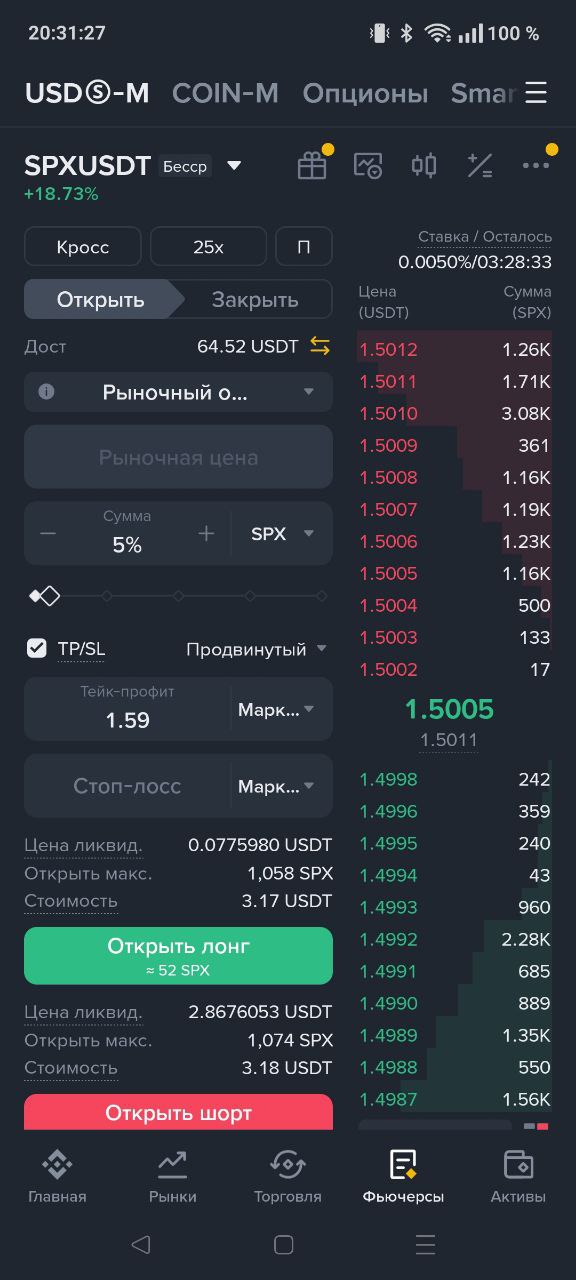 20:31:27
100 %
USDⓈ-M COIN-M Опционы Smar
SPXUSDT Бесср
+18.73%
Кросс 25x П
Ставка / Осталось
0.0050%/03:28:33
Открыть Закрыть
Цена
(USDT)
Сумма
(SPX)
Дост 64.52 USDT
Рыночный о...
Рыночная цена
Сумма
5%
SPX
TP/SL Продвинутый
Тейк-профит
1.59
Марк...
Стоп-лосс Марк...
Цена ликвид. 0.0775980 USDT
Открыть макс. 1,058 SPX
Стоимость 3.17 USDT
Открыть лонг
≈ 52 SPX
Цена ликвид. 2.8676053 USDT
Открыть макс. 1,074 SPX
Стоимость 3.18 USDT
Открыть шорт
1.5012 1.26K
1.5011 1.71K
1.5010 3.08K
1.5009 361
1.5008 1.16K
1.5007 1.19K
1.5006 1.23K
1.5005 1.16K
1.5004 500
1.5003 133
1.5002 17
1.5005
1.5011
1.4998 242
1.4996 359
1.4995 240
1.4994 43
1.4993 960
1.4992 2.28K
1.4991 685
1.4990 889
1.4989 1.35K
1.4988 550
1.4987 1.56K
Главная Рынки Торговля Фьючерсы Активы